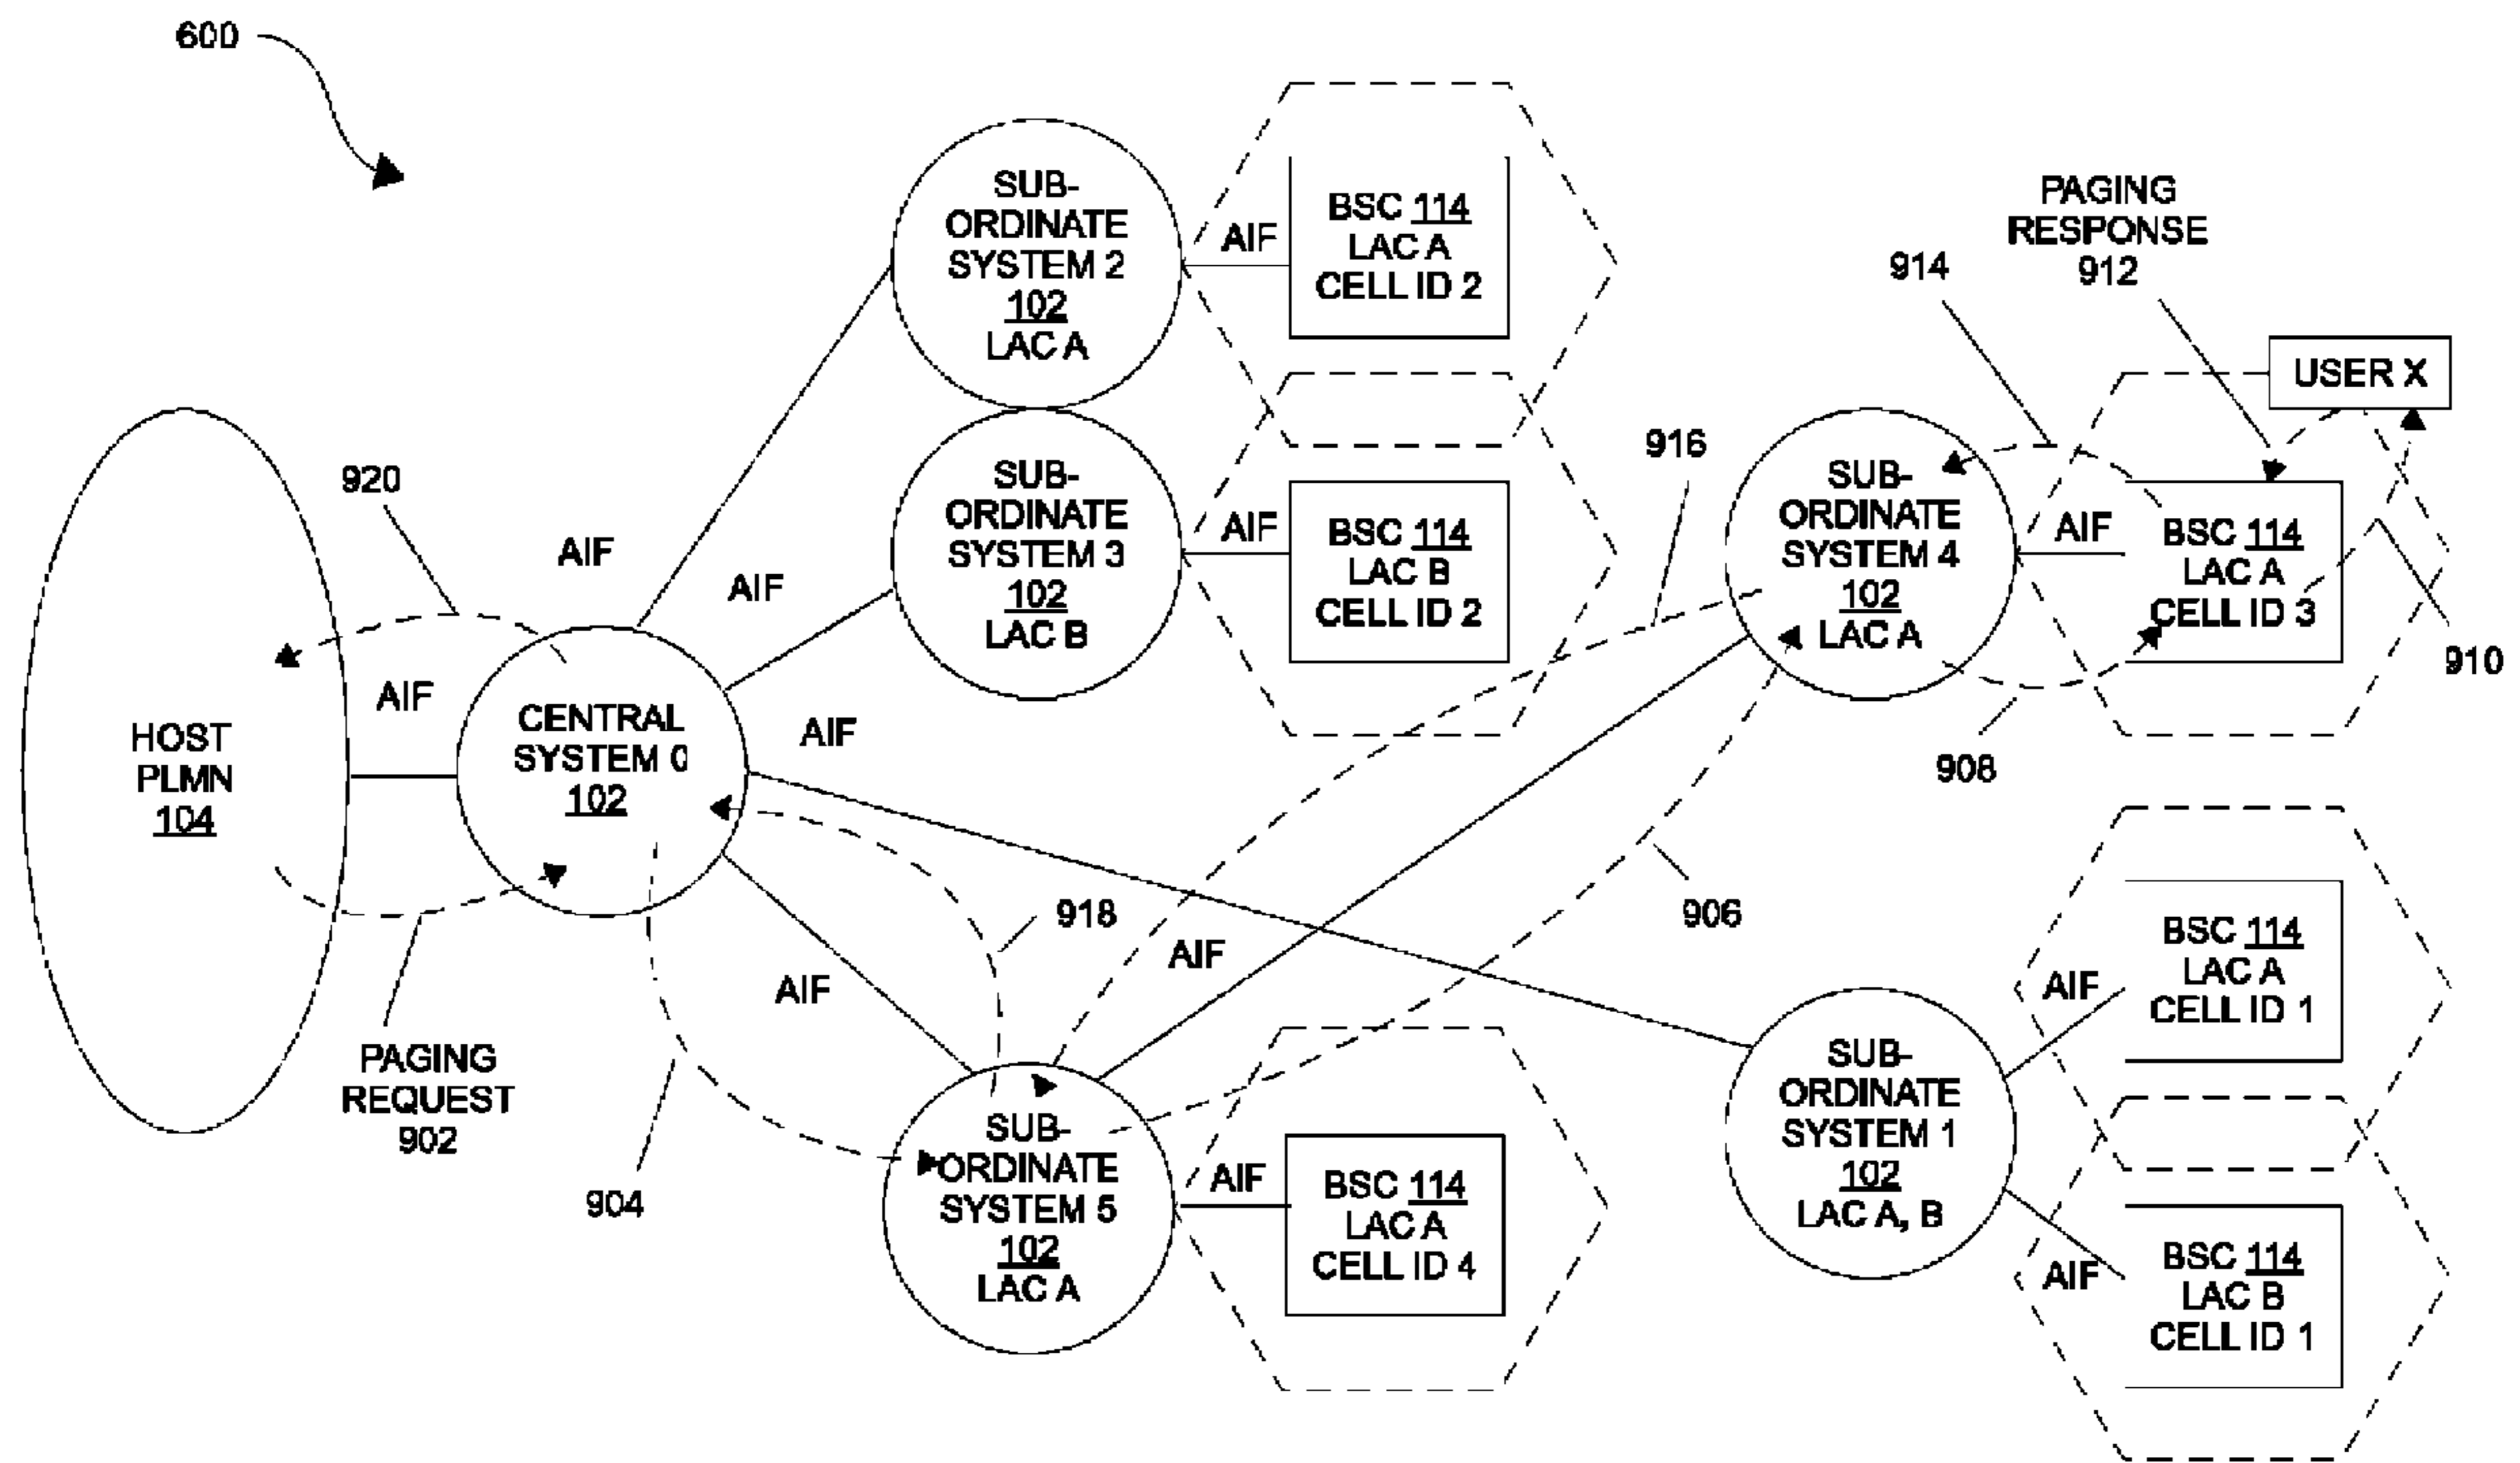 600
SUB-
ORDINATE
SYSTEM 2
102
LAC A
AIF
BSC 114
LAC A
CELL ID 2
PAGING
RESPONSE
912
914
USER X
920
AIF
AIF
SUB-
ORDINATE
SYSTEM 3
102
LAC B
AIF
BSC 114
LAC B
CELL ID 2
916
SUB-
ORDINATE
SYSTEM 4
102
LAC A
AIF
BSC 114
LAC A
CELL ID 3
910
908
HOST
PLMN
104
AIF
CENTRAL
SYSTEM 0
102
AIF
918
906
AIF
AIF
PAGING
REQUEST
902
904
SUB-
ORDINATE
SYSTEM 5
102
LAC A
AIF
BSC 114
LAC A
CELL ID 4
SUB-
ORDINATE
SYSTEM 1
102
LAC A, B
AIF
BSC 114
LAC A
CELL ID 1
AIF
BSC 114
LAC B
CELL ID 1